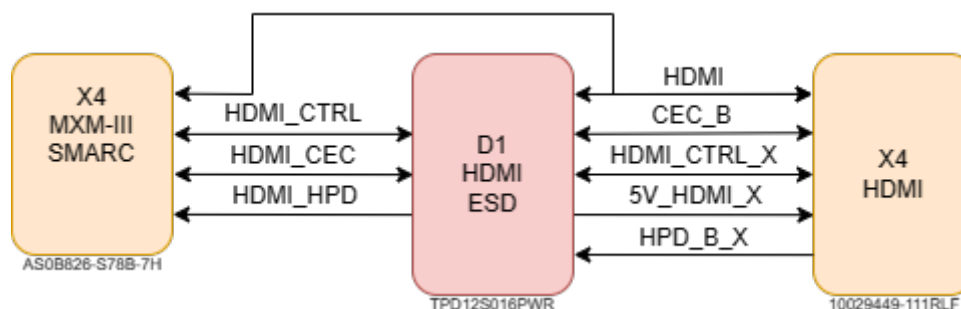 X4
MXM-III
SMARC
AS0B826-S78B-7H
HDMI_CTRL
HDMI_CEC
HDMI_HPD
D1
HDMI
ESD
TPD12S016PWR
HDMI
CEC_B
HDMI_CTRL_X
5V_HDMI_X
HPD_B_X
X4
HDMI
10029449-111RLF